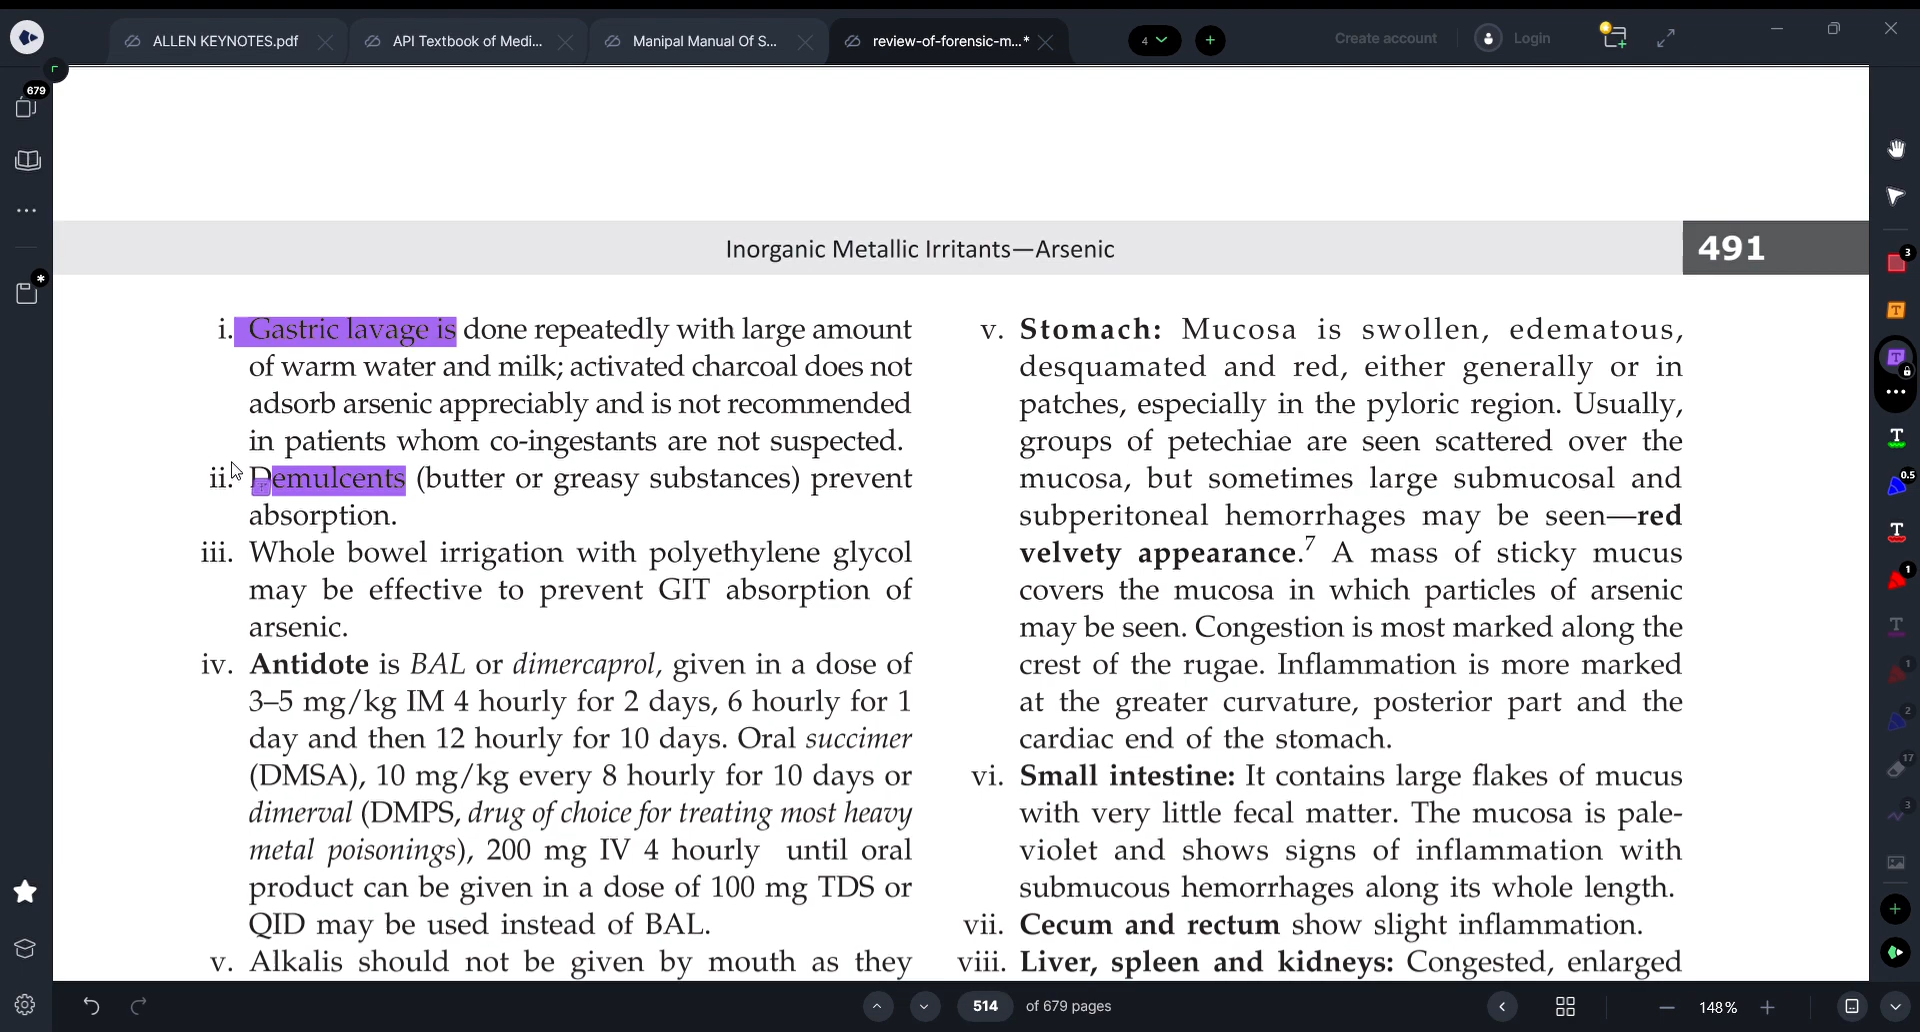 ALLEN KEYNOTES.pdf
API Textbook of Medi...
Manipal Manual Of S...
review-of-forensic-m...*
4
Create account
Login
679
Inorganic Metallic Irritants—Arsenic
491
i. Gastric lavage is done repeatedly with large amount
of warm water and milk; activated charcoal does not
adsorb arsenic appreciably and is not recommended
in patients whom co-ingestants are not suspected.
ii. Demulcents (butter or greasy substances) prevent
absorption.
iii. Whole bowel irrigation with polyethylene glycol
may be effective to prevent GIT absorption of
arsenic.
iv. Antidote is BAL or dimercaprol, given in a dose of
3–5 mg/kg IM 4 hourly for 2 days, 6 hourly for 1
day and then 12 hourly for 10 days. Oral succimer
(DMSA), 10 mg/kg every 8 hourly for 10 days or
dimerval (DMPS, drug of choice for treating most heavy
metal poisonings), 200 mg IV 4 hourly until oral
product can be given in a dose of 100 mg TDS or
QID may be used instead of BAL.
v. Alkalis should not be given by mouth as they
v. Stomach: Mucosa is swollen, edematous,
desquamated and red, either generally or in
patches, especially in the pyloric region. Usually,
groups of petechiae are seen scattered over the
mucosa, but sometimes large submucosal and
subperitoneal hemorrhages may be seen—red
velvety appearance.7 A mass of sticky mucus
covers the mucosa in which particles of arsenic
may be seen. Congestion is most marked along the
crest of the rugae. Inflammation is more marked
at the greater curvature, posterior part and the
cardiac end of the stomach.
vi. Small intestine: It contains large flakes of mucus
with very little fecal matter. The mucosa is pale-
violet and shows signs of inflammation with
submucous hemorrhages along its whole length.
vii. Cecum and rectum show slight inflammation.
viii. Liver, spleen and kidneys: Congested, enlarged
3
T
T
T
0.5
T
1
T
1
2
17
3
514 of 679 pages
148%